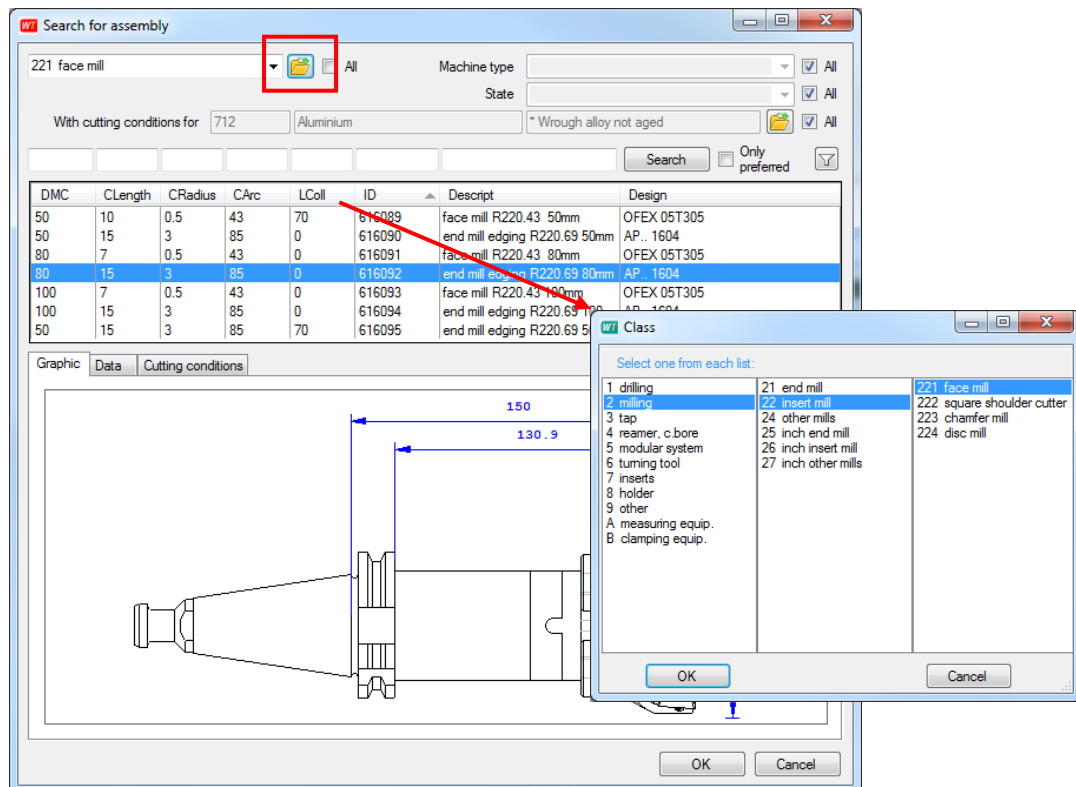 WT Search for assembly
221 face mill All Machine type All
State All
With cutting conditions for 712 Aluminium * Wrough alloy not aged All
Search Only preferred
DMC CLength CRadius CArc LColl ID Descript Design
50 10 0.5 43 70 616089 face mill R220.43 50mm OFEX 05T305
50 15 3 85 0 616090 end mill edging R220.69 50mm AP.. 1604
80 7 0.5 43 0 616091 face mill R220.43 80mm OFEX 05T305
80 15 3 85 0 616092 end mill edging R220.69 80mm AP.. 1604
100 7 0.5 43 0 616093 face mill R220.43 100mm OFEX 05T305
100 15 3 85 0 616094 end mill edging R220.69 100 AP.. 1604
50 15 3 85 70 616095 end mill edging R220.69 5
Graphic Data Cutting conditions
150
130.9
WT Class
Select one from each list:
1 drilling
2 milling
3 tap
4 reamer, c.bore
5 modular system
6 turning tool
7 inserts
8 holder
9 other
A measuring equip.
B clamping equip.
21 end mill
22 insert mill
24 other mills
25 inch end mill
26 inch insert mill
27 inch other mills
221 face mill
222 square shoulder cutter
223 chamfer mill
224 disc mill
OK Cancel
OK Cancel